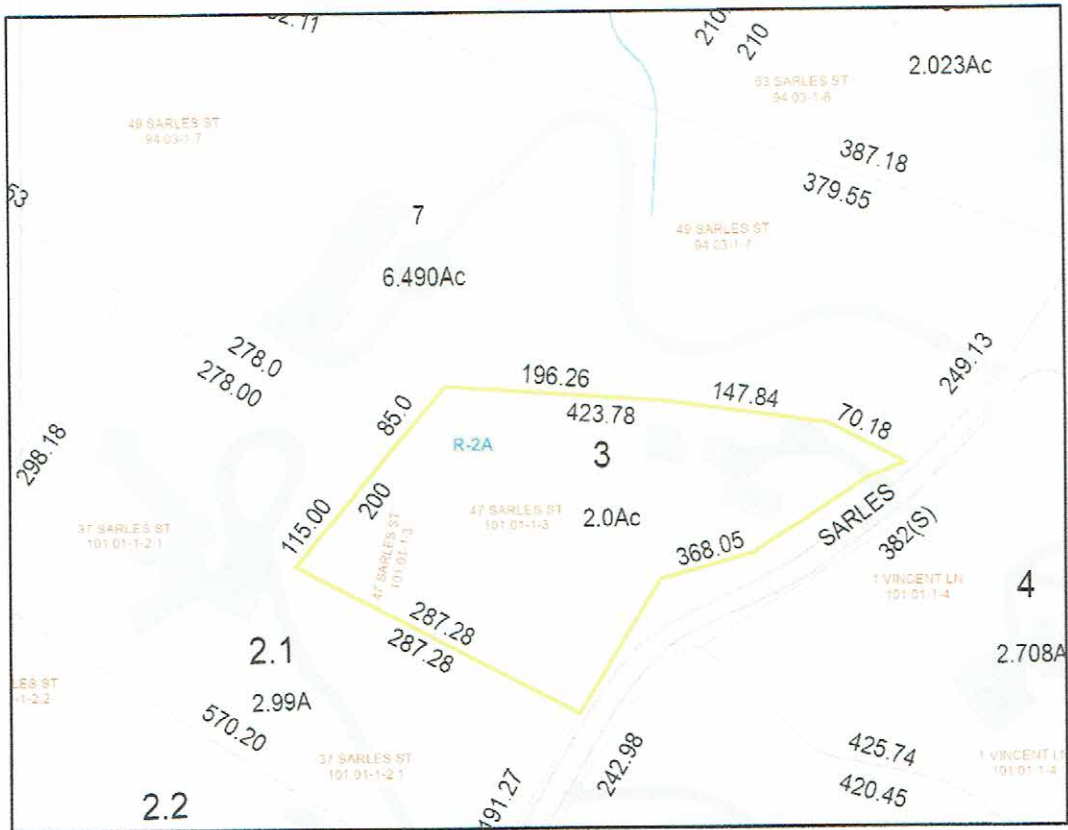 210
2.023Ac
53 SARLES ST
94.03-1-6
49 SARLES ST
94.03-1-7
387.18
379.55
7
49 SARLES ST
94.03-1-7
6.490Ac
278.0
278.00
249.13
196.26
147.84
423.78
70.18
85.0
R-2A
3
298.18
200
115.00
47 SARLES ST
101.01-1-3
2.0Ac
SARLES
382(S)
37 SARLES ST
101.01-1-2.1
47 SARLES ST
101.01-1-3
368.05
1 VINCENT LN
101.01-1-4
4
287.28
287.28
2.1
2.708A
2.99A
570.20
37 SARLES ST
101.01-1-2.1
242.98
425.74
420.45
1 VINCENT LN
101.01-1-4
191.27
2.2